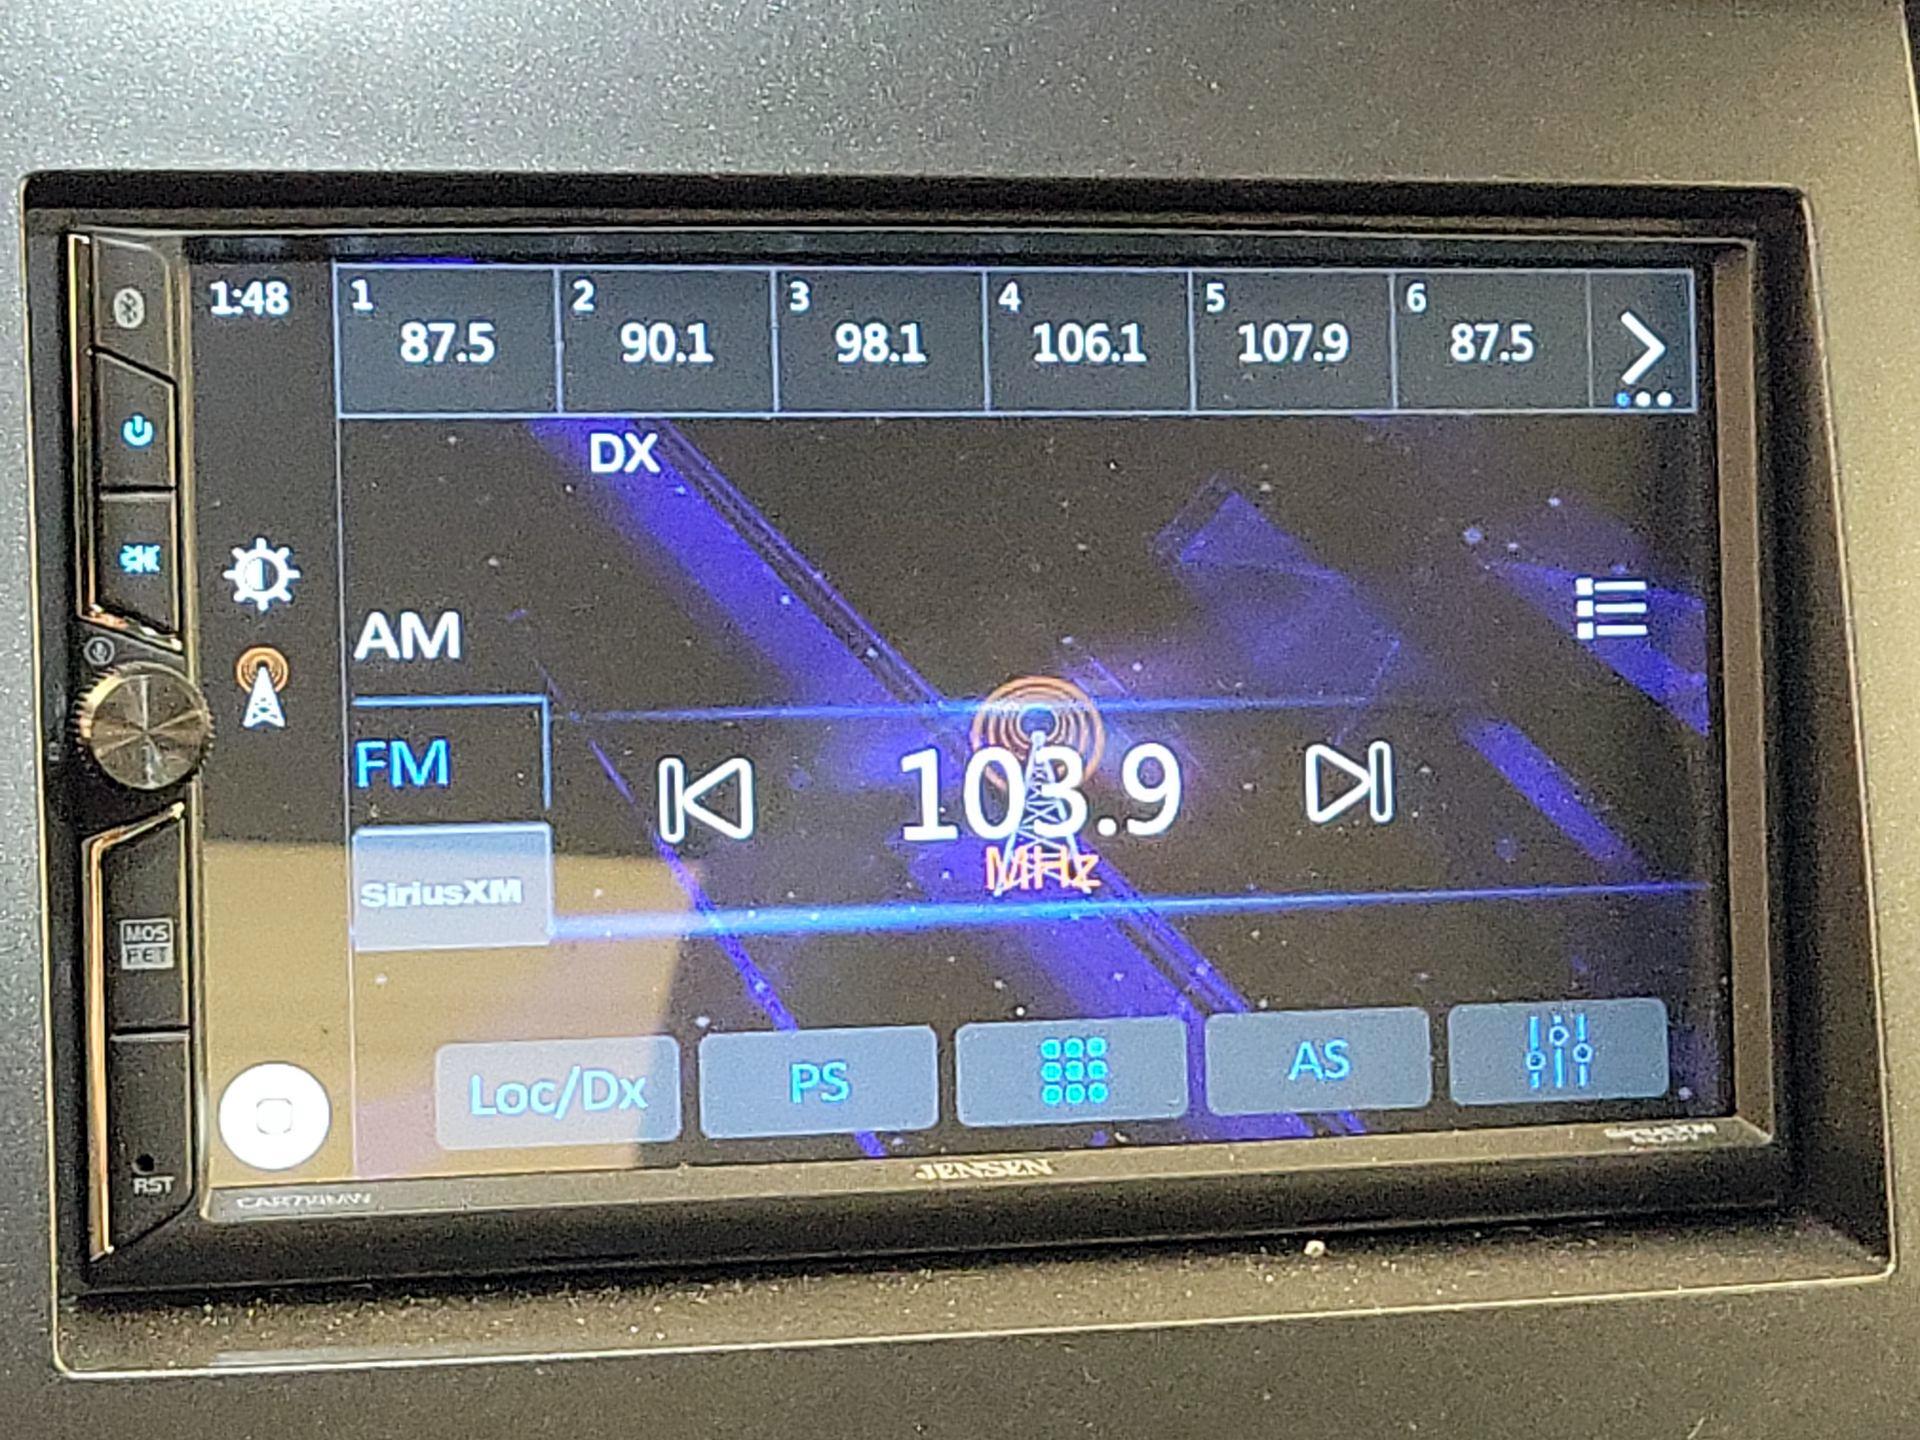 1:48
1 2 3 4 5 6
87.5 90.1 98.1 106.1 107.9 87.5
DX
AM
FM
103.9
MHz
SiriusXM
MOS
FET
Loc/Dx PS AS
RST
JENSEN